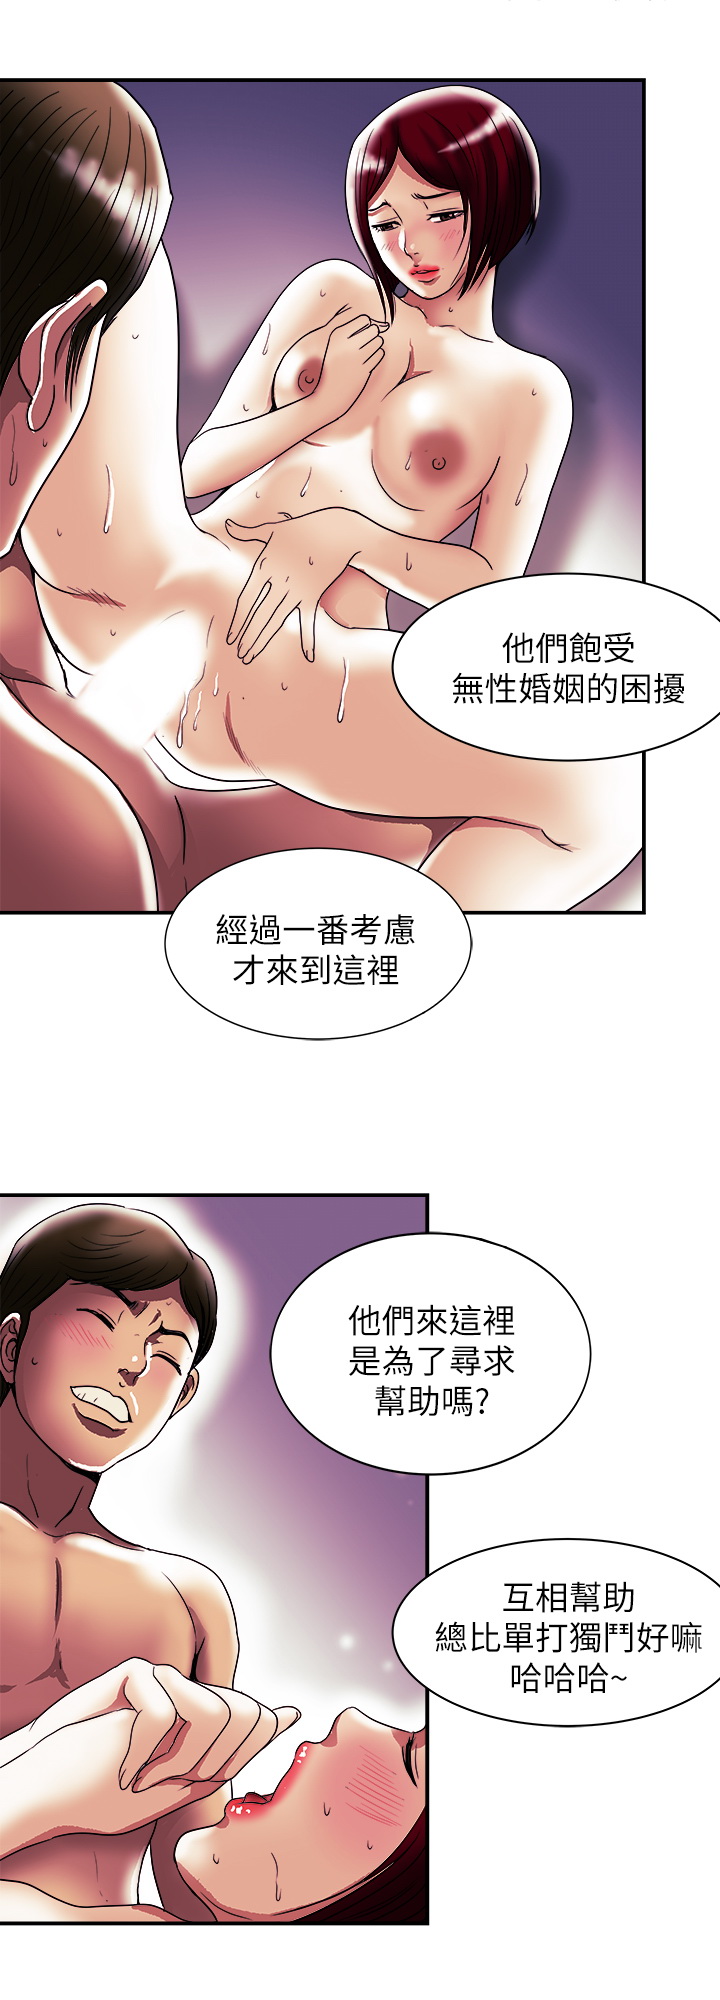 他們飽受
無性婚姻的困擾
經過一番考慮
才來到這裡
他們來這裡
是為了尋求
幫助嗎?
互相幫助
總比單打獨鬥好嘛
哈哈哈~